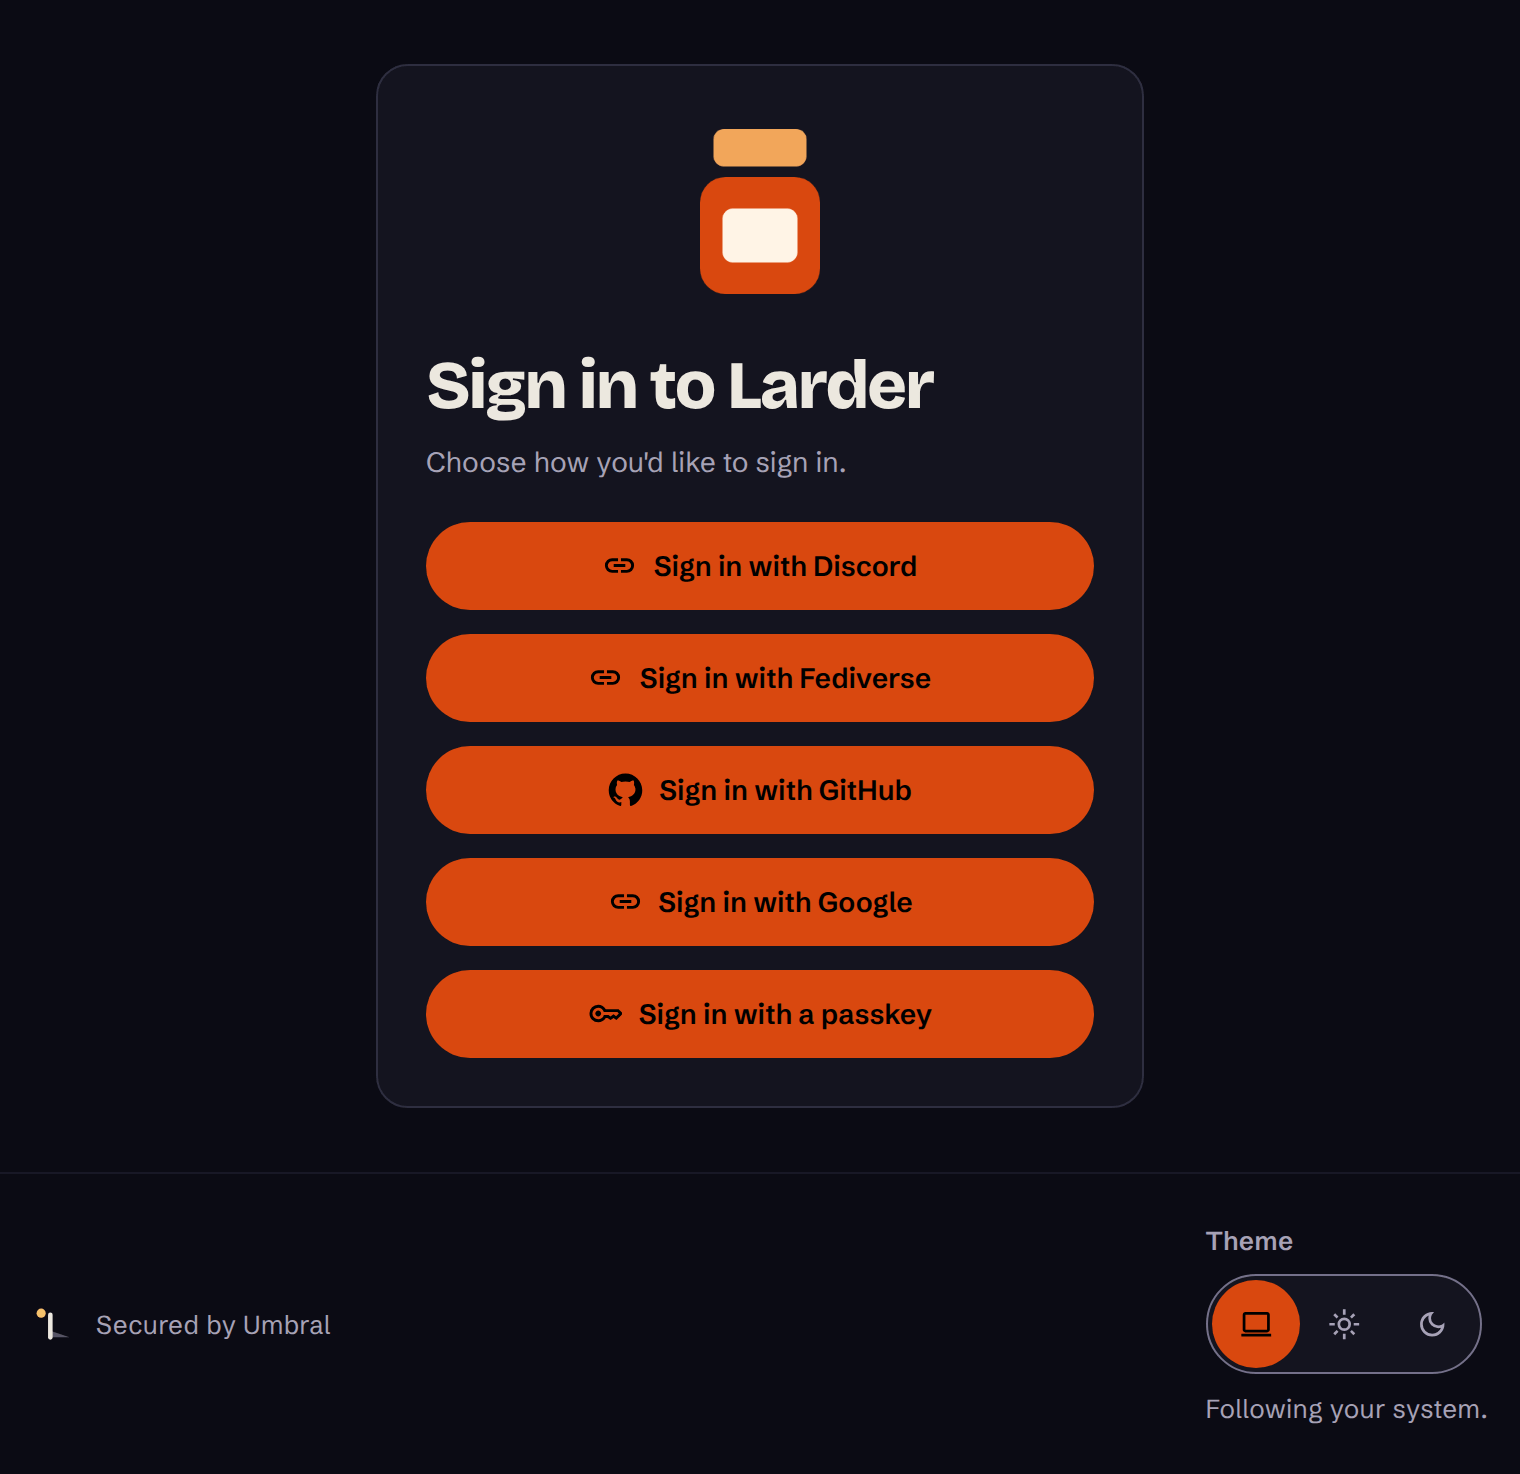 Sign in to Larder
Choose how you'd like to sign in.
Sign in with Discord
Sign in with Fediverse
Sign in with GitHub
Sign in with Google
Sign in with a passkey
Secured by Umbral
Theme
Following your system.